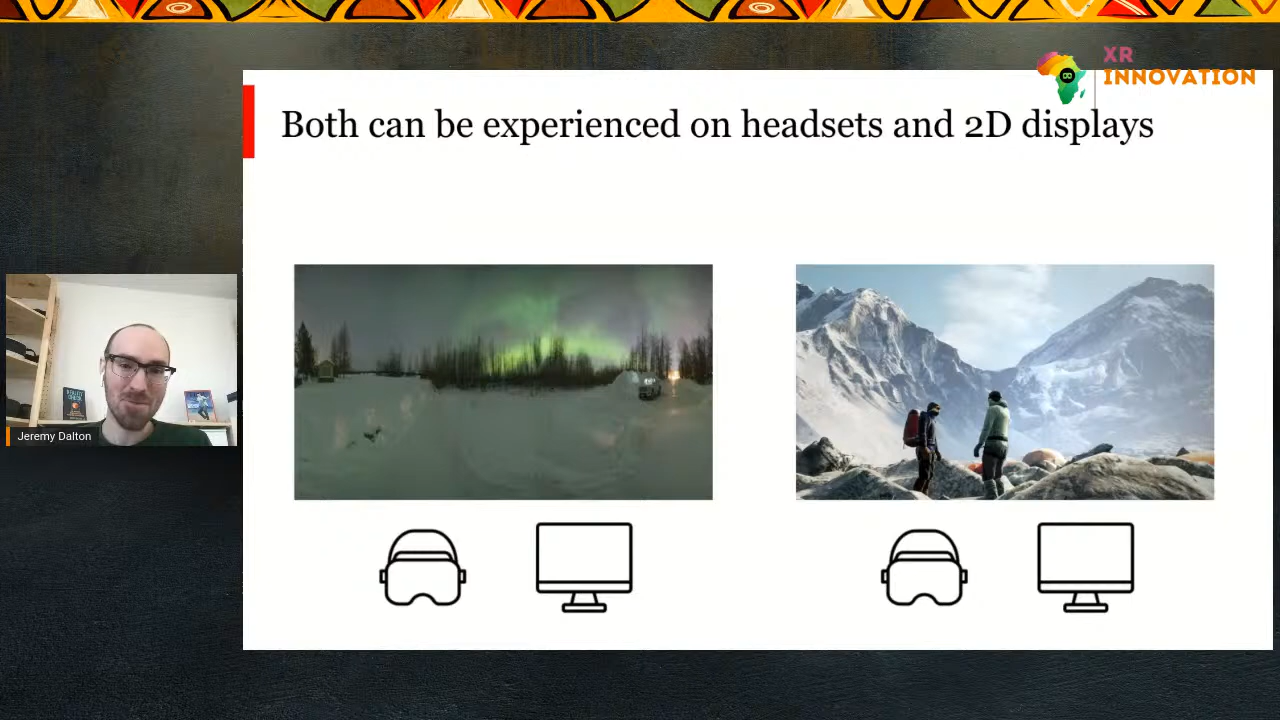 XR
INNOVATION
Both can be experienced on headsets and 2D displays
Jeremy Dalton